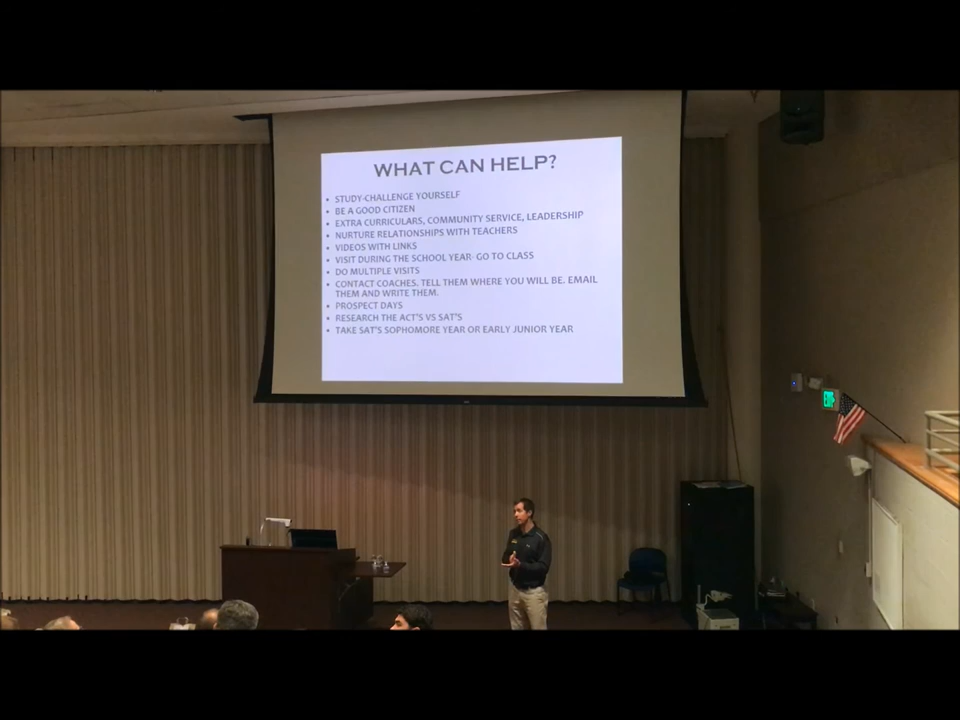 WHAT CAN HELP?
• STUDY-CHALLENGE YOURSELF
• BE A GOOD CITIZEN
• EXTRA CURRICULARS, COMMUNITY SERVICE, LEADERSHIP
• NURTURE RELATIONSHIPS WITH TEACHERS
• VIDEOS WITH LINKS
• VISIT DURING THE SCHOOL YEAR- GO TO CLASS
• DO MULTIPLE VISITS
• CONTACT COACHES. TELL THEM WHERE YOU WILL BE. EMAIL
THEM AND WRITE THEM.
• PROSPECT DAYS
• RESEARCH THE ACT'S VS SAT'S
• TAKE SAT'S SOPHOMORE YEAR OR EARLY JUNIOR YEAR